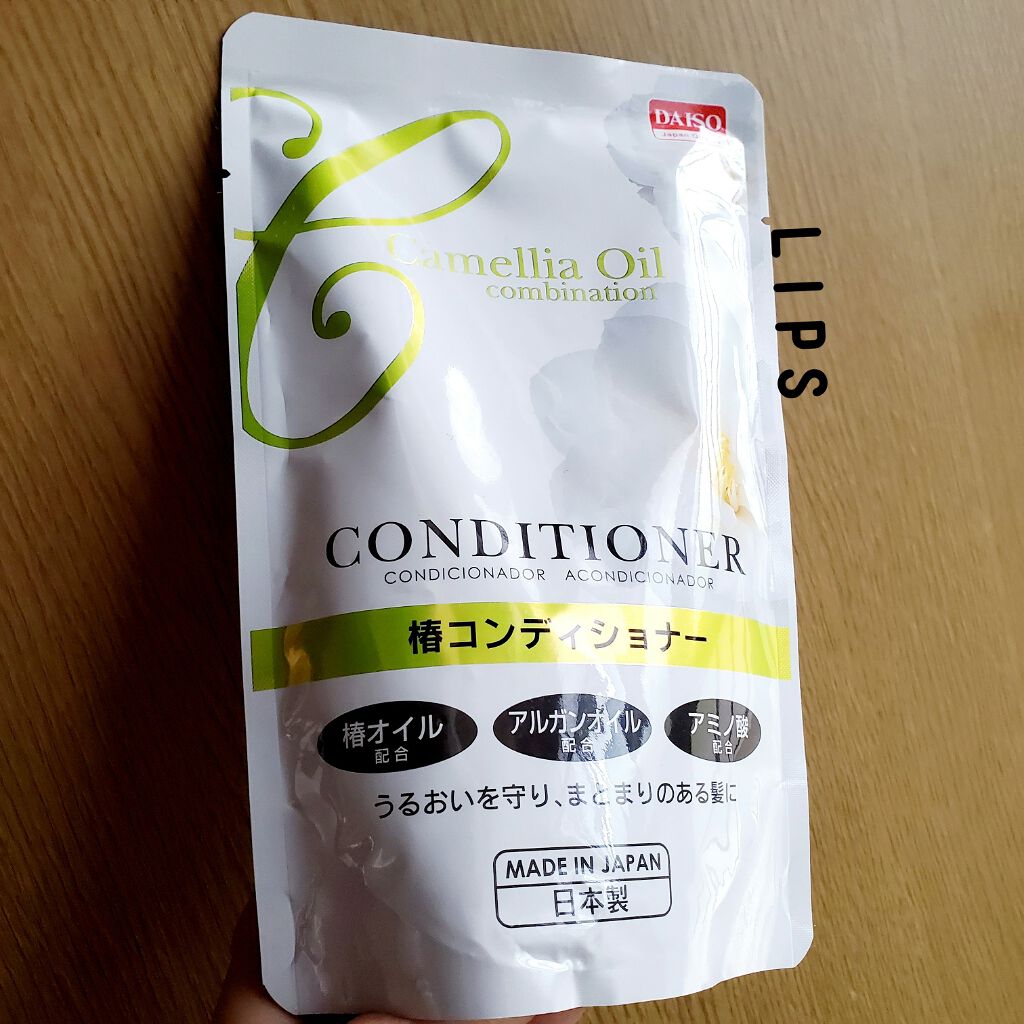 DAISO
Japan
Camellia Oil
combination
LIPS
CONDITIONER
CONDICIONADOR ACONDICIONADOR
椿コンディショナー
椿オイル
配合
アルガンオイル
配合
アミノ酸
配合
うるおいを守り、まとまりのある髪に
MADE IN JAPAN
日本製